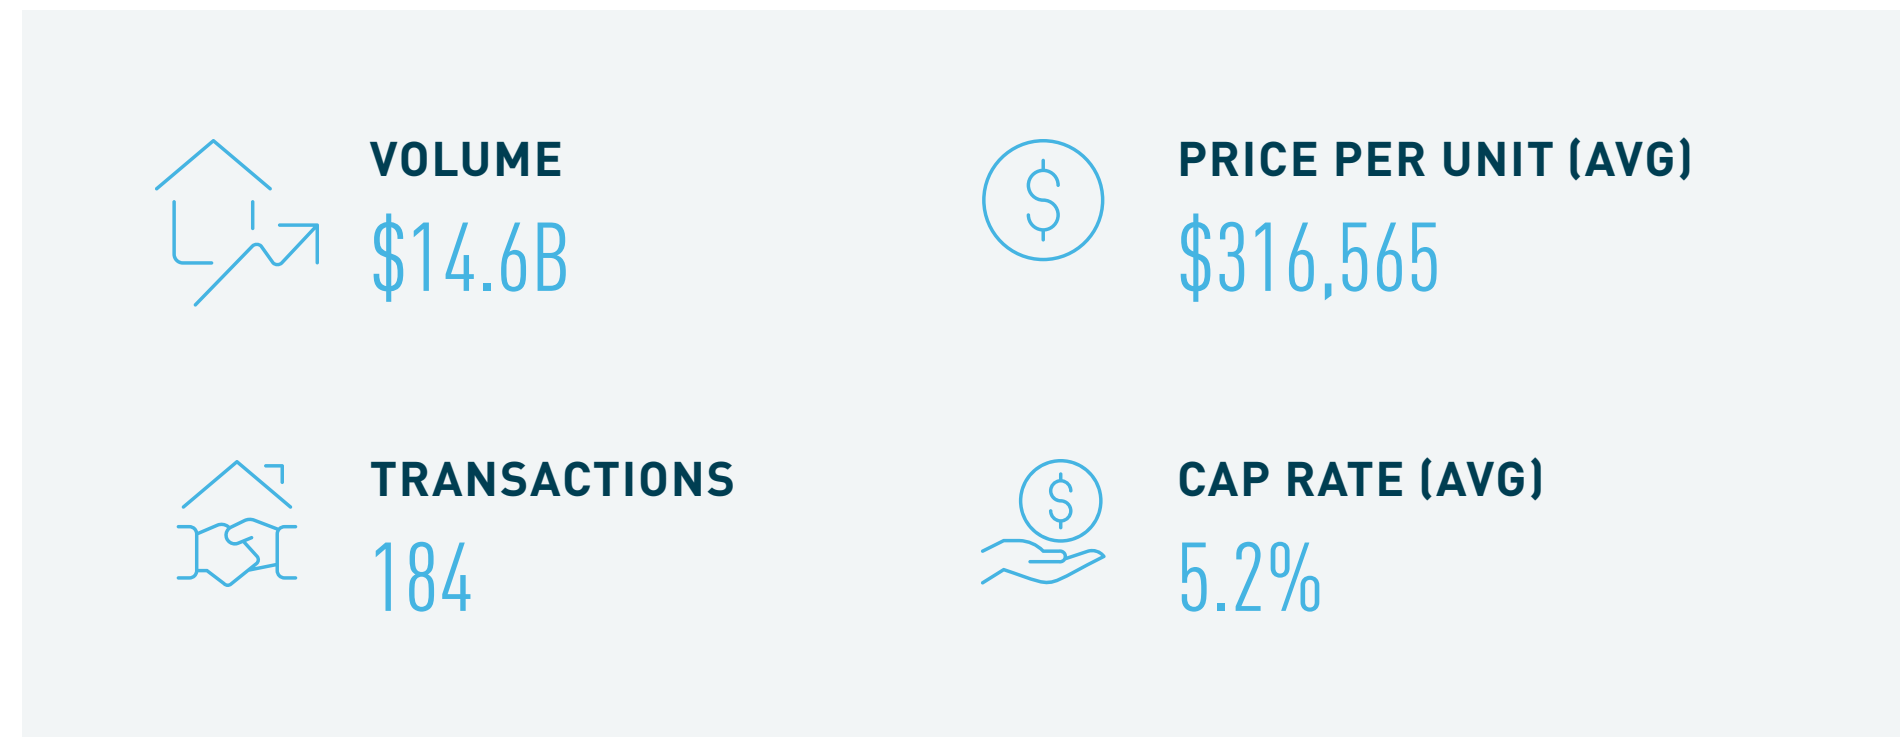 VOLUME
$14.6B
PRICE PER UNIT (AVG)
$316,565
TRANSACTIONS
184
CAP RATE (AVG)
5.2%